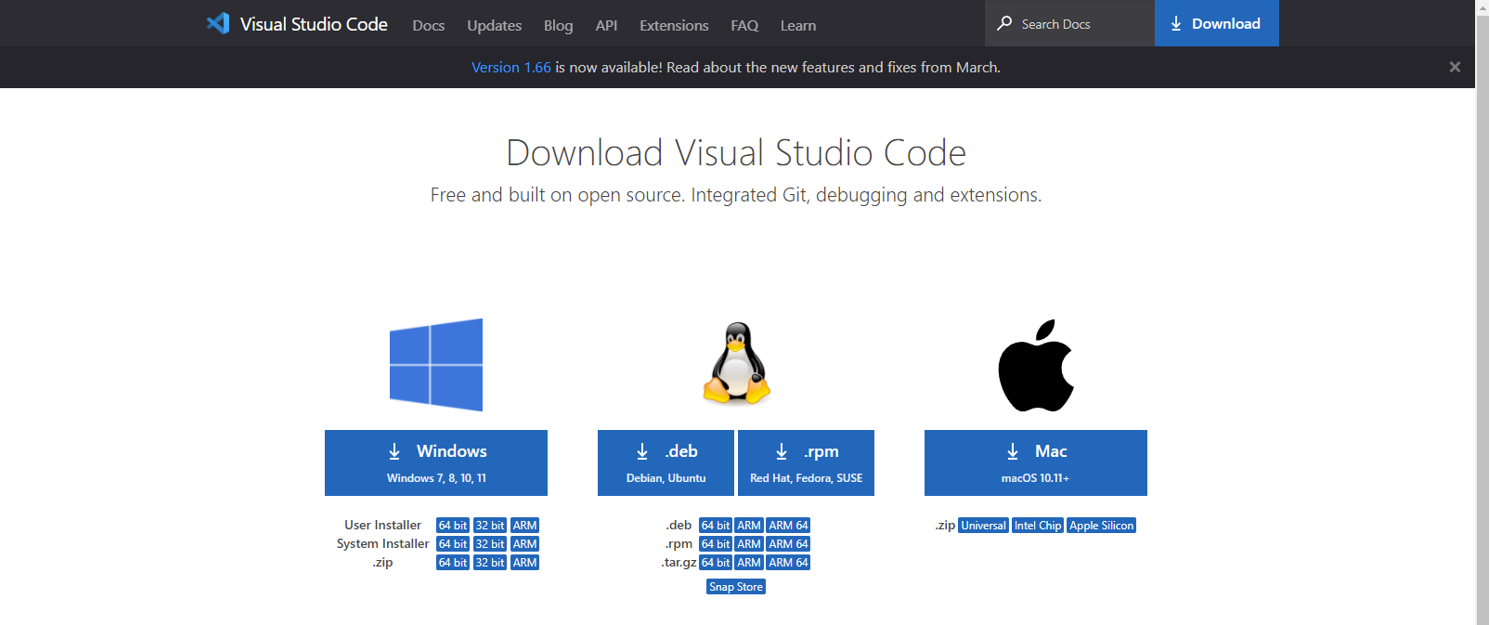 Visual Studio Code Docs Updates Blog API Extensions FAQ Learn Search Docs Download
Version 1.66 is now available! Read about the new features and fixes from March.
Download Visual Studio Code
Free and built on open source. Integrated Git, debugging and extensions.
Windows
Windows 7, 8, 10, 11
User Installer 64 bit 32 bit ARM
System Installer 64 bit 32 bit ARM
.zip 64 bit 32 bit ARM
.deb
Debian, Ubuntu
.rpm
Red Hat, Fedora, SUSE
.deb 64 bit ARM ARM 64
.rpm 64 bit ARM ARM 64
.tar.gz 64 bit ARM ARM 64
Snap Store
Mac
macOS 10.11+
.zip Universal Intel Chip Apple Silicon